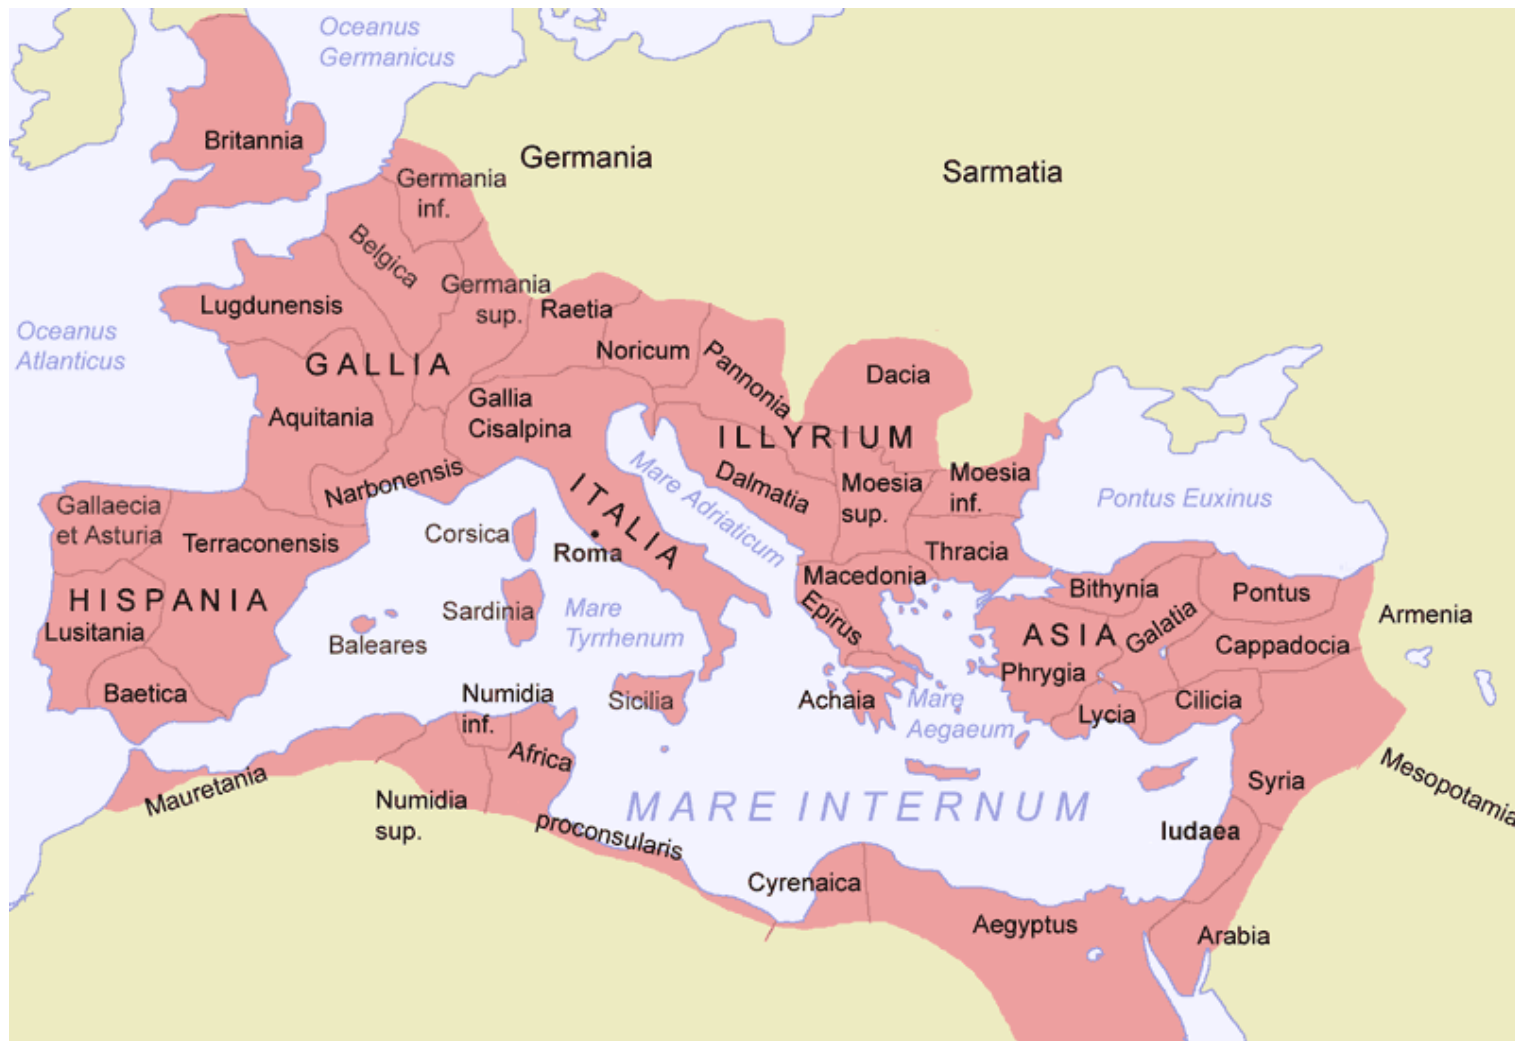 Oceanus
Germanicus
Britannia
Germania
Sarmatia
Germania
inf.
Belgica
Germania
sup.
Lugdunensis
Raetia
Oceanus
Atlanticus
GALLIA
Noricum
Pannonia
Dacia
Aquitania
Gallia
Cisalpina
ILLYRIUM
Narbonensis
Mare Adriaticum
Dalmatia
Moesia
sup.
Moesia
inf.
Pontus Euxinus
Gallaecia
et Asturia
Terraconensis
Corsica
ITALIA
Roma
Thracia
HISPANIA
Lusitania
Sardinia
Mare
Tyrrhenum
Macedonia
Epirus
Bithynia
Pontus
Armenia
Baleares
ASIA
Galatia
Cappadocia
Phrygia
Baetica
Numidia
inf.
Sicilia
Achaia
Mare
Aegaeum
Lycia
Cilicia
Africa
Mauretania
Numidia
sup.
proconsularis
MARE INTERNUM
Syria
Mesopotamia
Iudaea
Cyrenaica
Aegyptus
Arabia